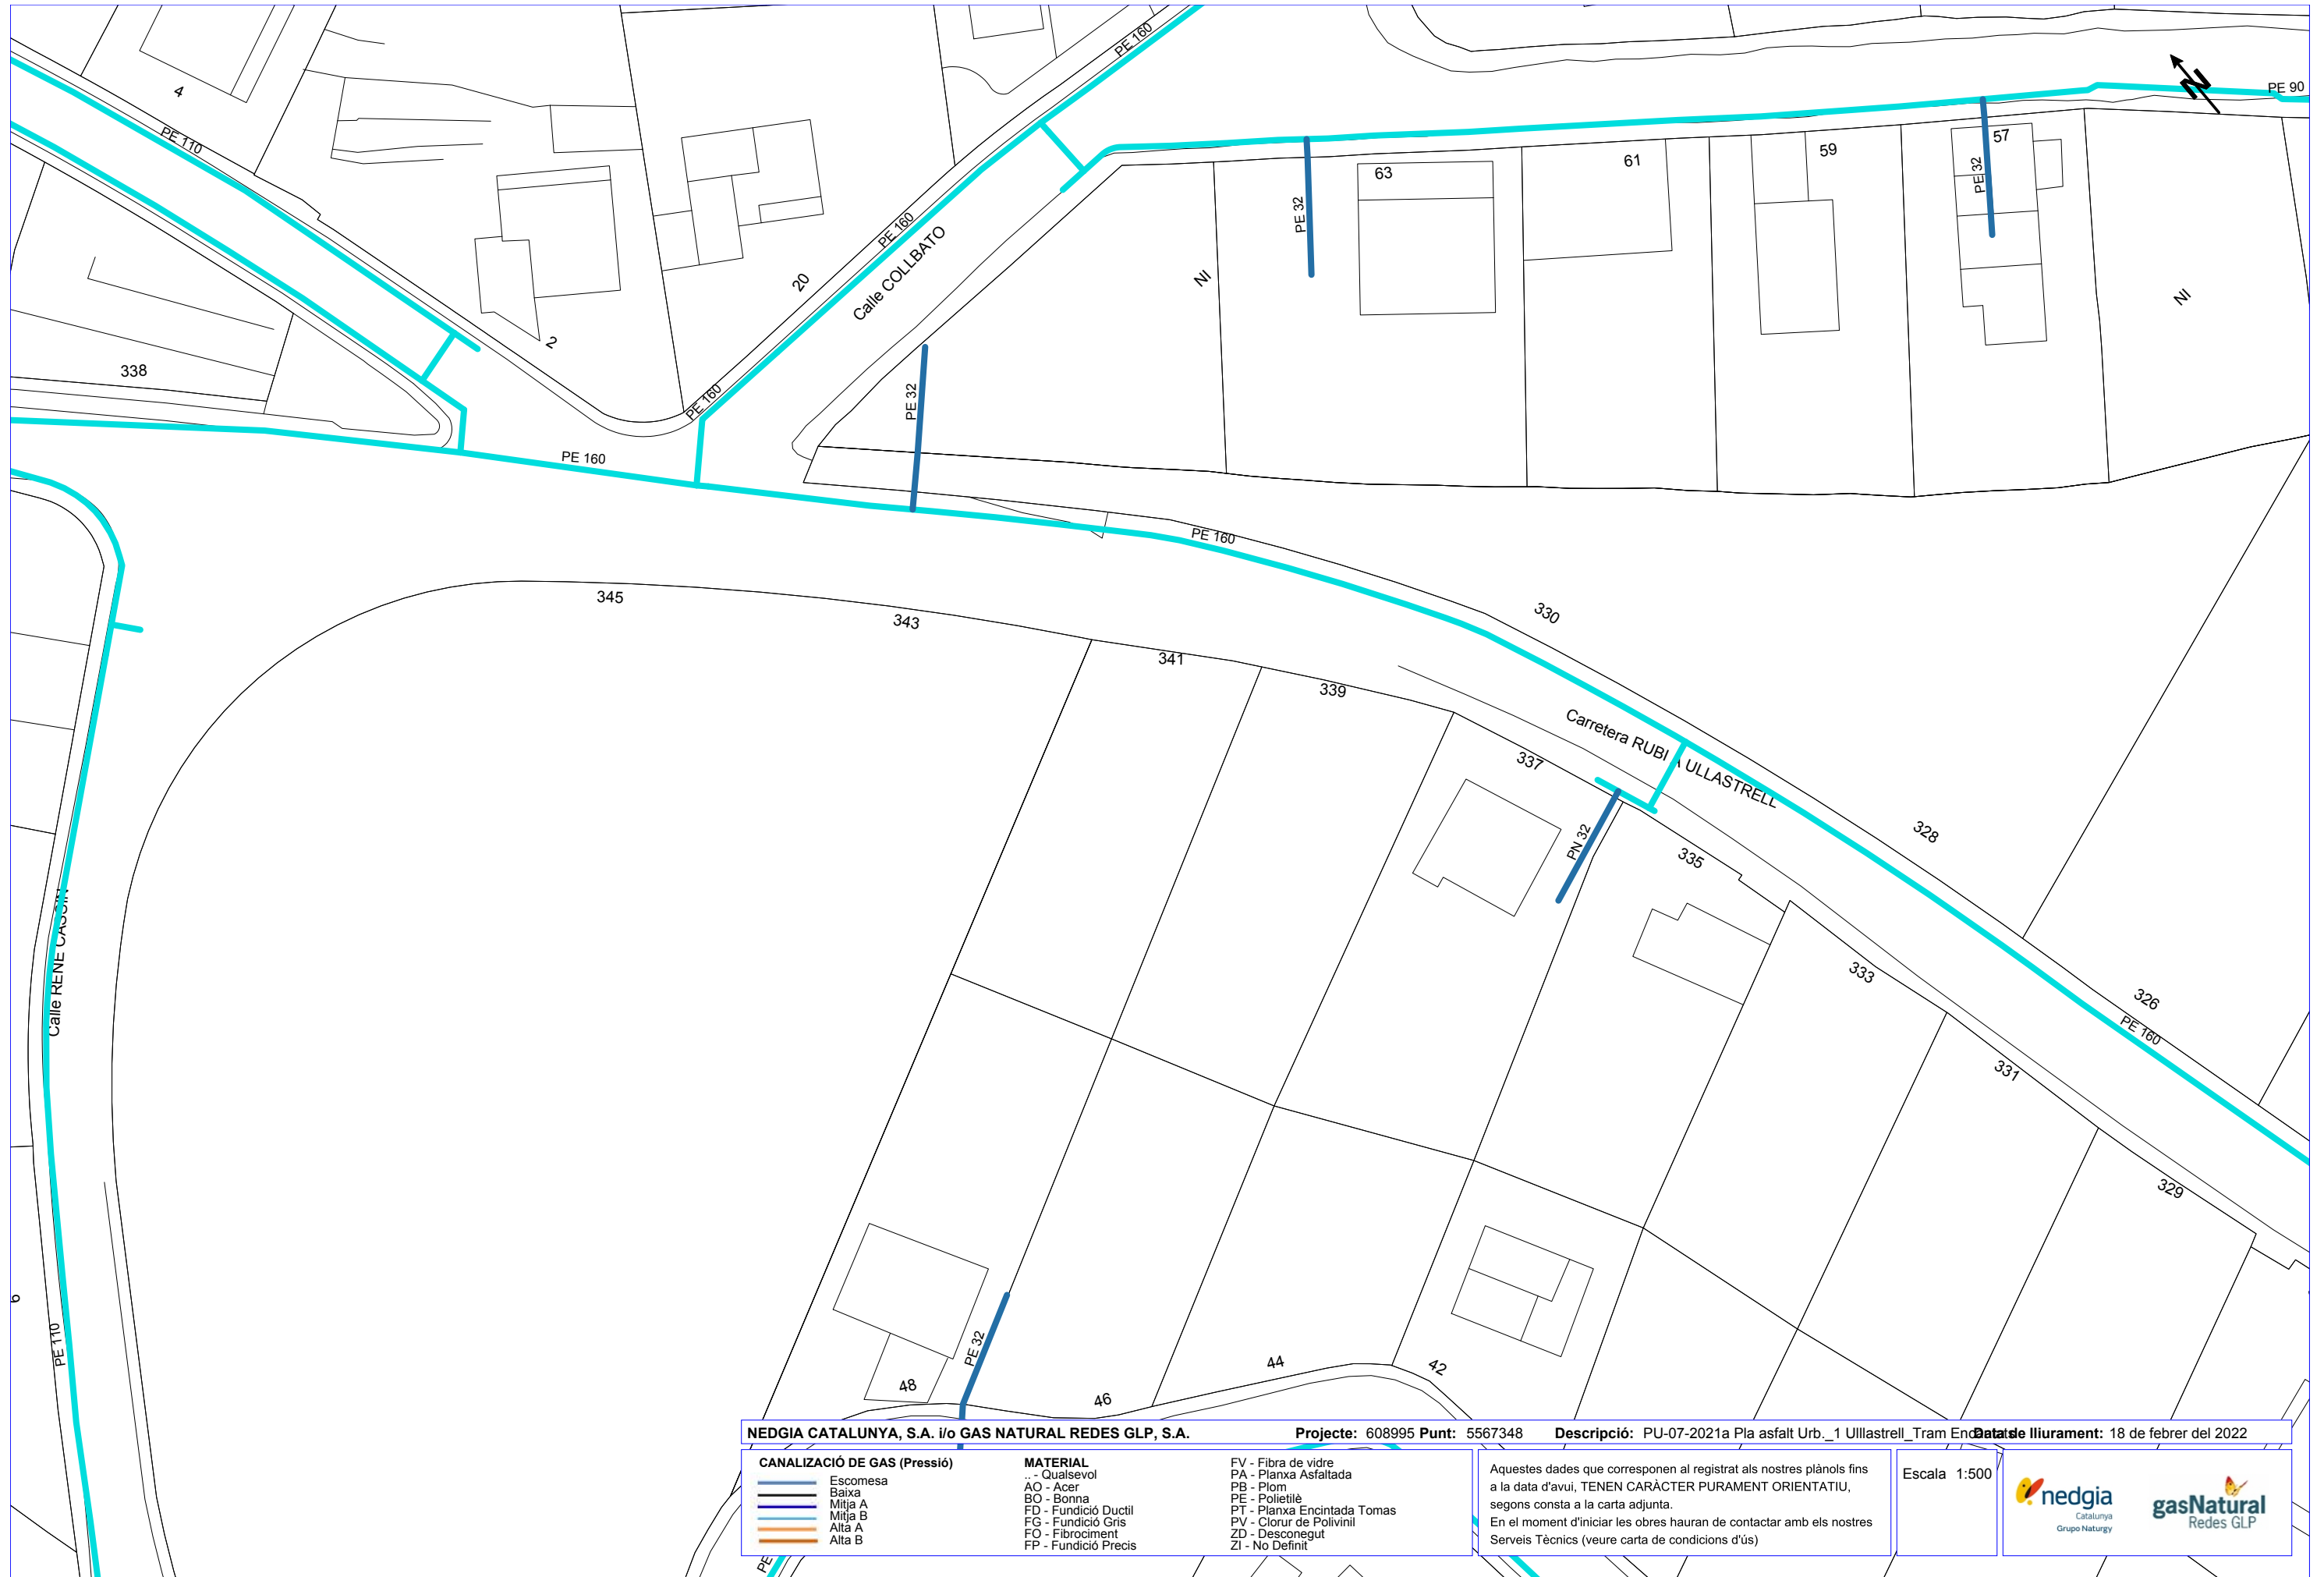 PE 160
N
PE 90
4
PE 110
57
59
61
63
PE 32
PE 32
PE 160
Calle COLLBATO
20
NI
NI
2
338
PE 32
PE 160
PE 160
PE 160
345
343
341
339
330
337
Carretera RUBI A ULLASTRELL
PN 32
335
328
333
326
PE 160
331
329
Calle RENE CASSIN
PE 110
PE 32
48
46
44
42
PE
NEDGIA CATALUNYA, S.A. i/o GAS NATURAL REDES GLP, S.A.
Projecte: 608995 Punt: 5567348
Descripció: PU-07-2021a Pla asfalt Urb._1 Ulllastrell_Tram
Data de lliurament: 18 de febrer del 2022
CANALIZACIÓ DE GAS (Pressió)
Escomesa
Baixa
Mitja A
Mitja B
Alta A
Alta B
MATERIAL
.. - Qualsevol
AO - Acer
BO - Bonna
FD - Fundició Ductil
FG - Fundició Gris
FO - Fibrociment
FP - Fundició Precis
FV - Fibra de vidre
PA - Planxa Asfaltada
PB - Plom
PE - Polietilè
PT - Planxa Encintada Tomas
PV - Clorur de Polivinil
ZD - Desconegut
ZI - No Definit
Aquestes dades que corresponen al registrat als nostres plànols fins
a la data d'avui, TENEN CARÀCTER PURAMENT ORIENTATIU,
segons consta a la carta adjunta.
En el moment d'iniciar les obres hauran de contactar amb els nostres
Serveis Tècnics (veure carta de condicions d'ús)
Escala 1:500
nedgia
Catalunya
Grupo Naturgy
gasNatural
Redes GLP